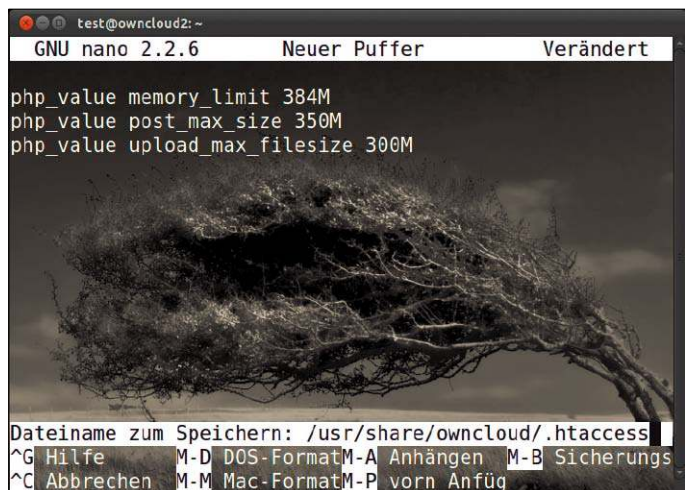 test@owncloud2: ~
GNU nano 2.2.6 Neuer Puffer Verändert
php_value memory_limit 384M
php_value post_max_size 350M
php_value upload_max_filesize 300M
Dateiname zum Speichern: /usr/share/owncloud/.htaccess
^G Hilfe M-D DOS-Format M-A Anhängen M-B Sicherungs
^C Abbrechen M-M Mac-Format M-P vorn Anfüg